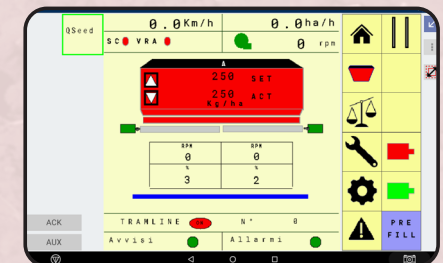 QSeed
0.0Km/h
0.0ha/h
SC VRA
0 rpm
A
250 SET
250 ACT
Kg/ha
RPM RPM
0 0
% %
3 2
TRAMLINE N° 0
Avvisi Allarmi
PRE
FILL
ACK
AUX